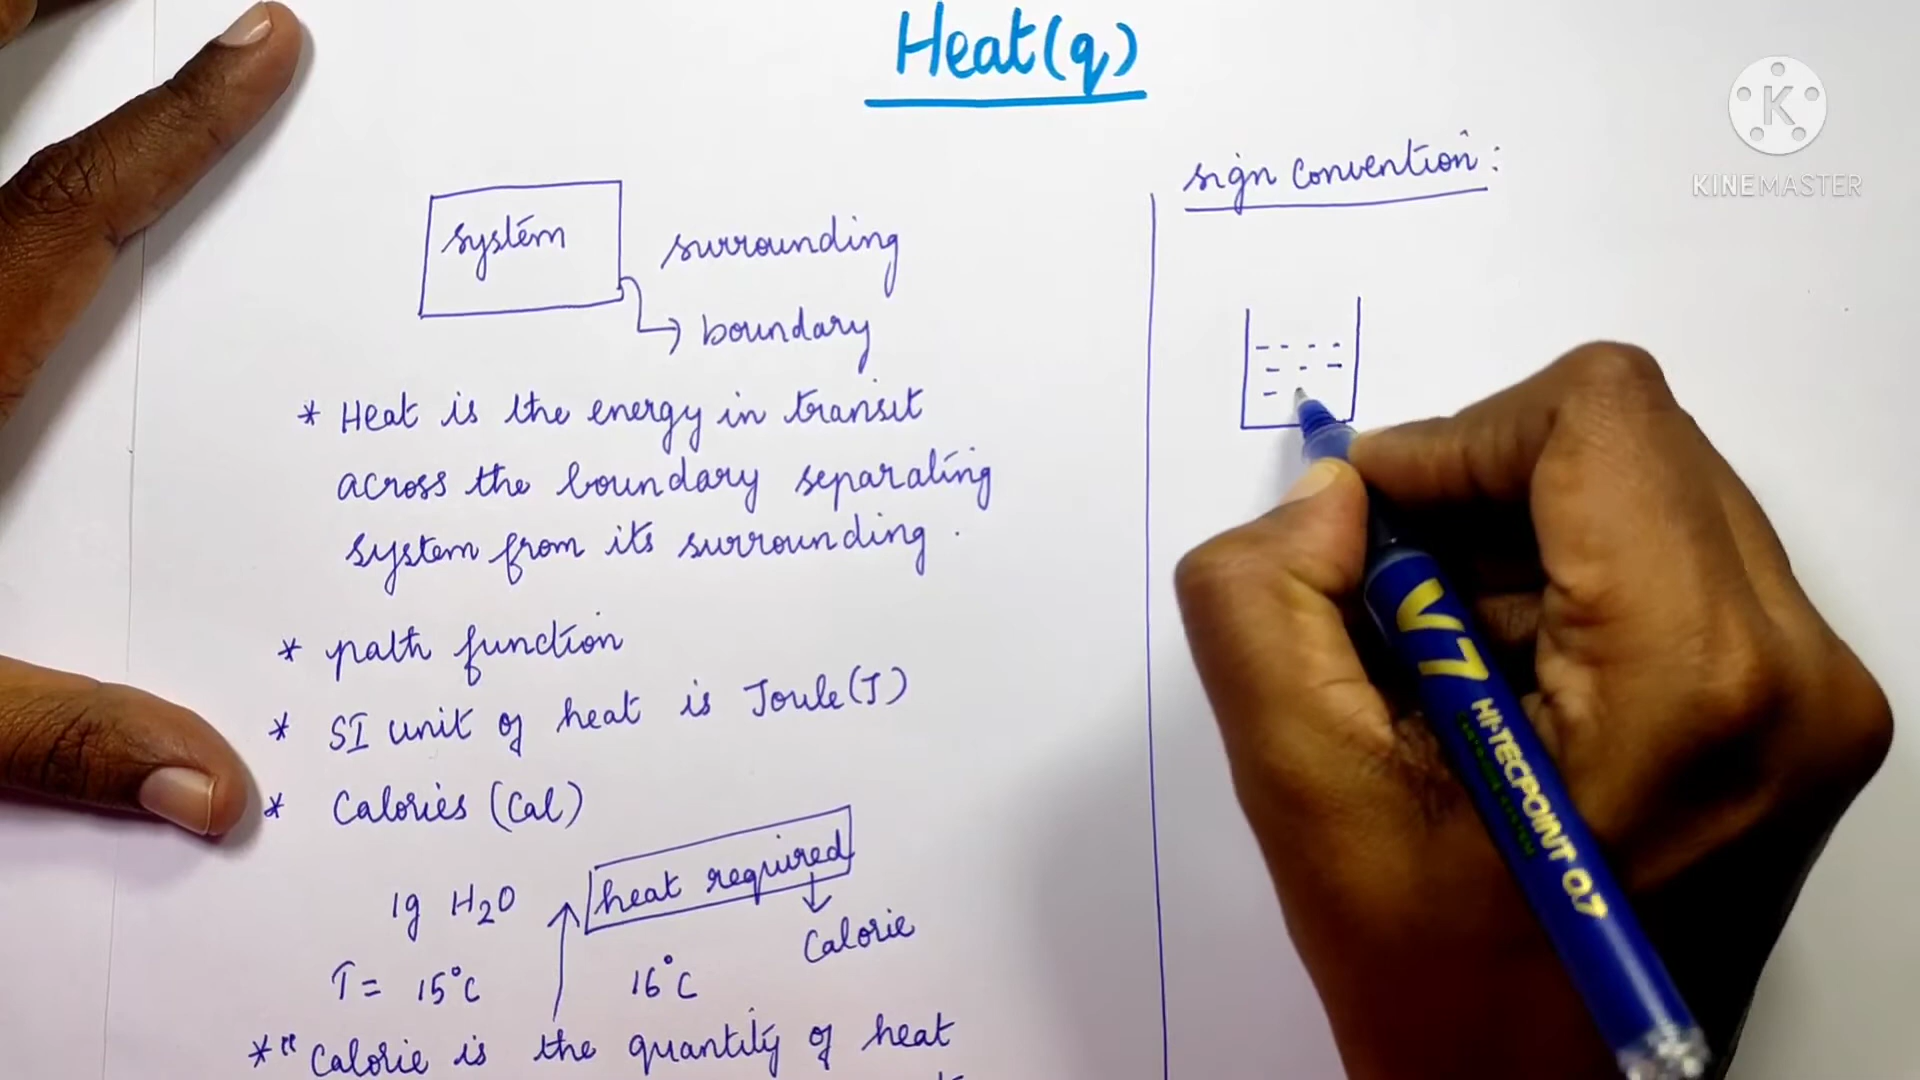 Heat(q)
system
surrounding
boundary
* Heat is the energy in transit
across the boundary separating
system from its surrounding.
* path function
* SI unit of heat is Joule(J)
* Calories (Cal)
heat required
1g H₂O
Calorie
T = 15°C
16°C
*" Calorie is the quantity of heat
sign convention:
K
KINEMASTER
V7
HI-TECPOINT 0.7